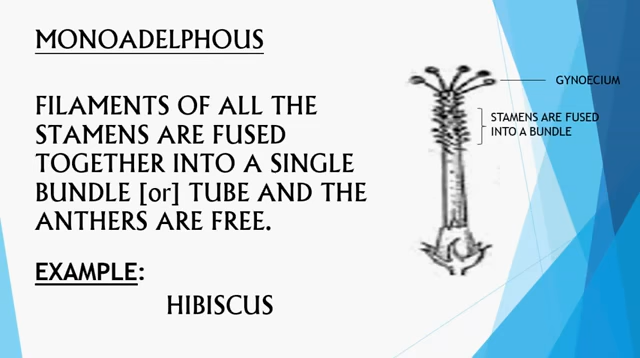 MONOADELPHOUS
FILAMENTS OF ALL THE
STAMENS ARE FUSED
TOGETHER INTO A SINGLE
BUNDLE [or] TUBE AND THE
ANTHERS ARE FREE.
EXAMPLE:
HIBISCUS
GYNOECIUM
STAMENS ARE FUSED
INTO A BUNDLE